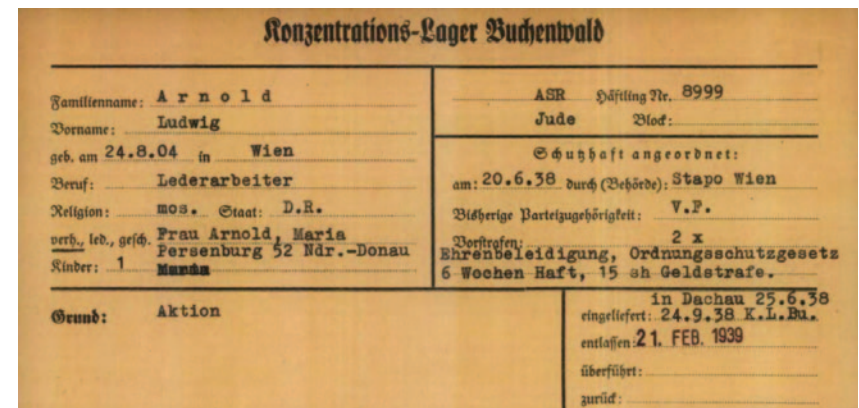 Konzentrations-Lager Buchenwald
Familienname: Arnold
Vorname: Ludwig
geb. am 24.8.04 in Wien
Beruf: Lederarbeiter
Religion: mos. Staat: D.R.
verh., led., gesch. Frau Arnold, Maria
Persenburg 52 Ndr.-Donau
Kinder: 1 Maria
ASR Häftling Nr. 8999
Jude Block:
Schutzhaft angeordnet:
am: 20.6.38 durch (Behörde): Stapo Wien
Bisherige Parteizugehörigkeit: V.F.
Vorstrafen: 2 x
Ehrenbeleidigung, Ordnungsschutzgesetz
6 Wochen Haft, 15 sh Geldstrafe.
Grund: Aktion
in Dachau 25.6.38
eingeliefert: 24.9.38 K.L.Bu.
entlassen: 21. FEB. 1939
überführt:
zurück: